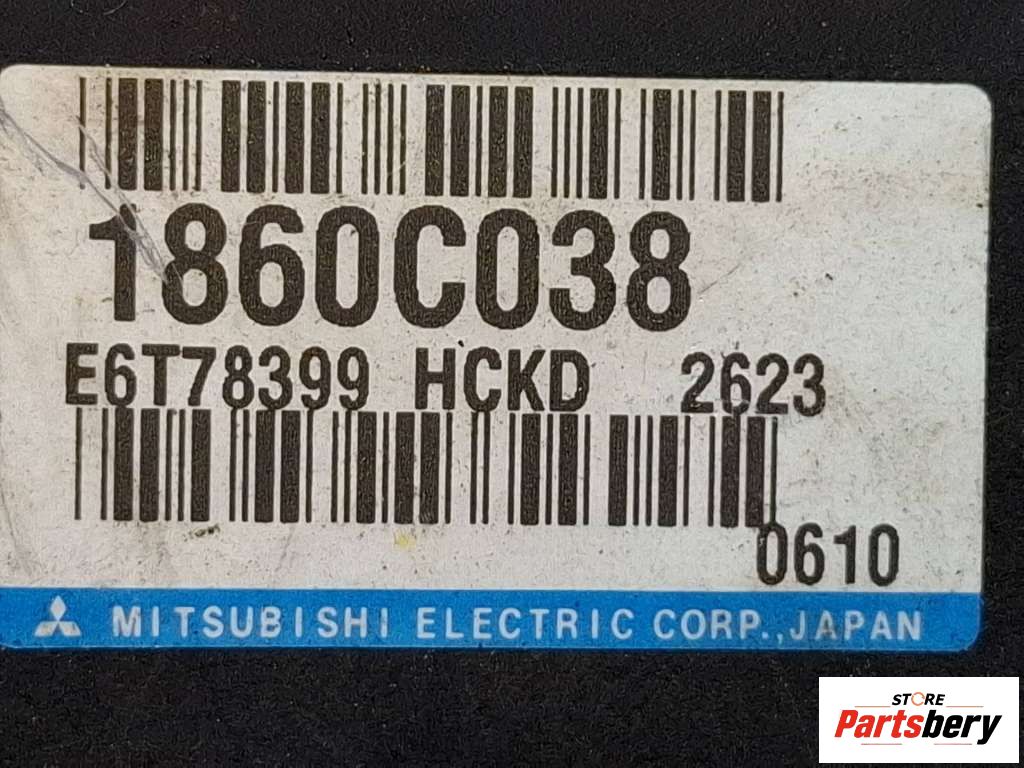 1860C038
E6T78399 HCKD 2623
0610
MITSUBISHI ELECTRIC CORP., JAPAN
STORE
Partsbery